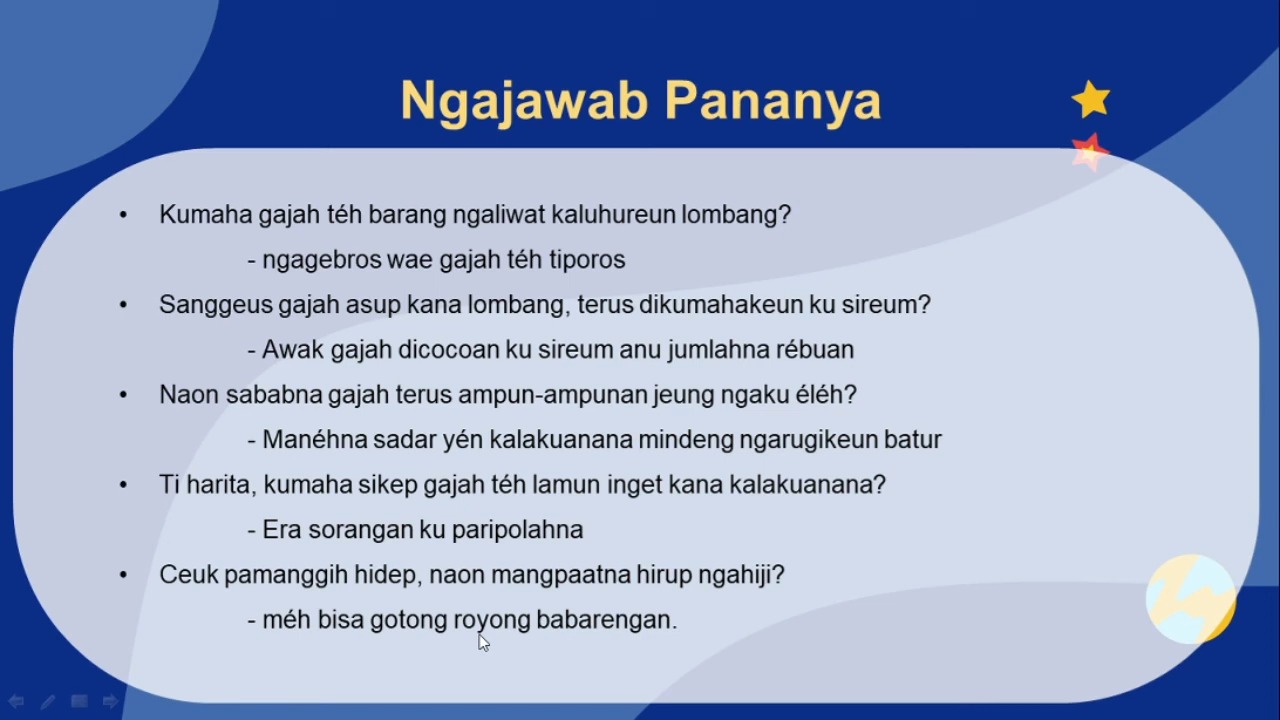 Ngajawab Pananya
• Kumaha gajah téh barang ngaliwat kaluhureun lombang?
- ngagebros wae gajah téh tiporos
• Sanggeus gajah asup kana lombang, terus dikumahakeun ku sireum?
- Awak gajah dicocoan ku sireum anu jumlahna rébuan
• Naon sababna gajah terus ampun-ampunan jeung ngaku éléh?
- Manéhna sadar yén kalakuanana mindeng ngarugikeun batur
• Ti harita, kumaha sikep gajah téh lamun inget kana kalakuanana?
- Era sorangan ku paripolahna
• Ceuk pamanggih hidep, naon mangpaatna hirup ngahiji?
- méh bisa gotong royong babarengan.